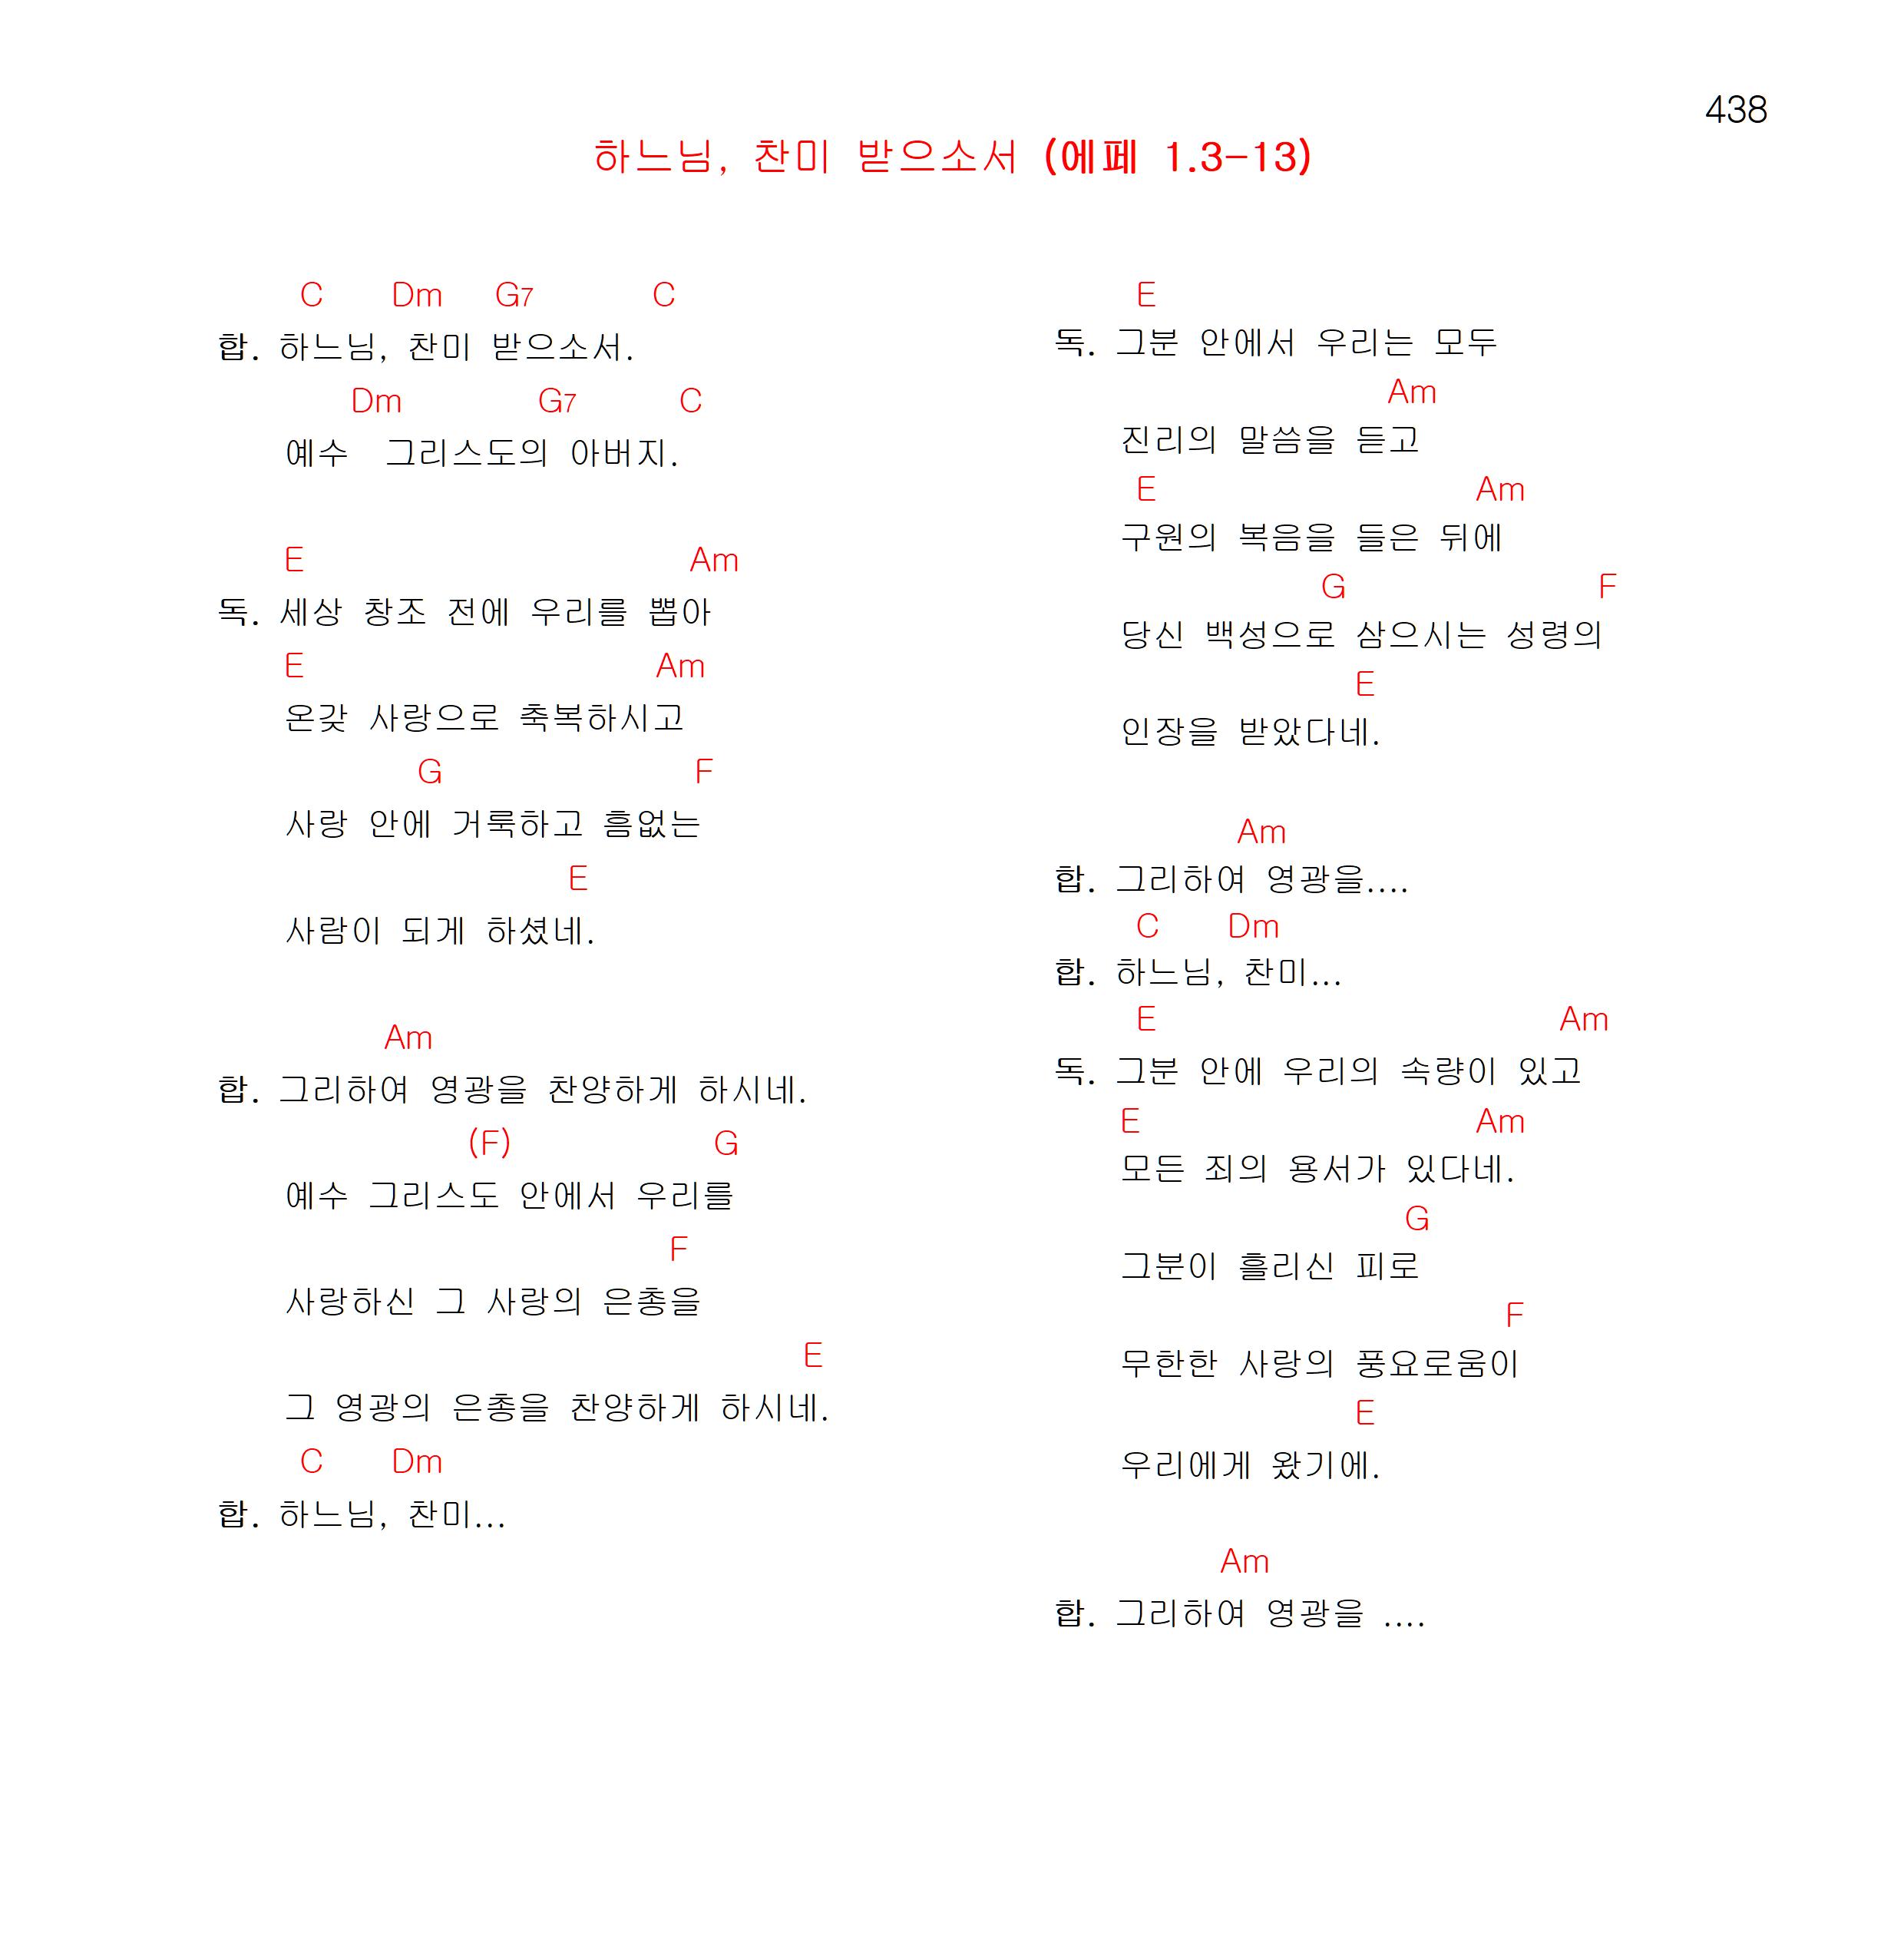 438
하느님, 찬미 받으소서 (에페 1.3-13)
C Dm G7 C
합. 하느님, 찬미 받으소서.
Dm G7 C
예수 그리스도의 아버지.
E Am
독. 세상 창조 전에 우리를 뽑아
E Am
온갖 사랑으로 축복하시고
G F
사랑 안에 거룩하고 흠없는
E
사람이 되게 하셨네.
Am
합. 그리하여 영광을 찬양하게 하시네.
(F) G
예수 그리스도 안에서 우리를
F
사랑하신 그 사랑의 은총을
E
그 영광의 은총을 찬양하게 하시네.
C Dm
합. 하느님, 찬미...
E
독. 그분 안에서 우리는 모두
Am
진리의 말씀을 듣고
E Am
구원의 복음을 들은 뒤에
G F
당신 백성으로 삼으시는 성령의
E
인장을 받았다네.
Am
합. 그리하여 영광을....
C Dm
합. 하느님, 찬미...
E Am
독. 그분 안에 우리의 속량이 있고
E Am
모든 죄의 용서가 있다네.
G
그분이 흘리신 피로
F
무한한 사랑의 풍요로움이
E
우리에게 왔기에.
Am
합. 그리하여 영광을 ....